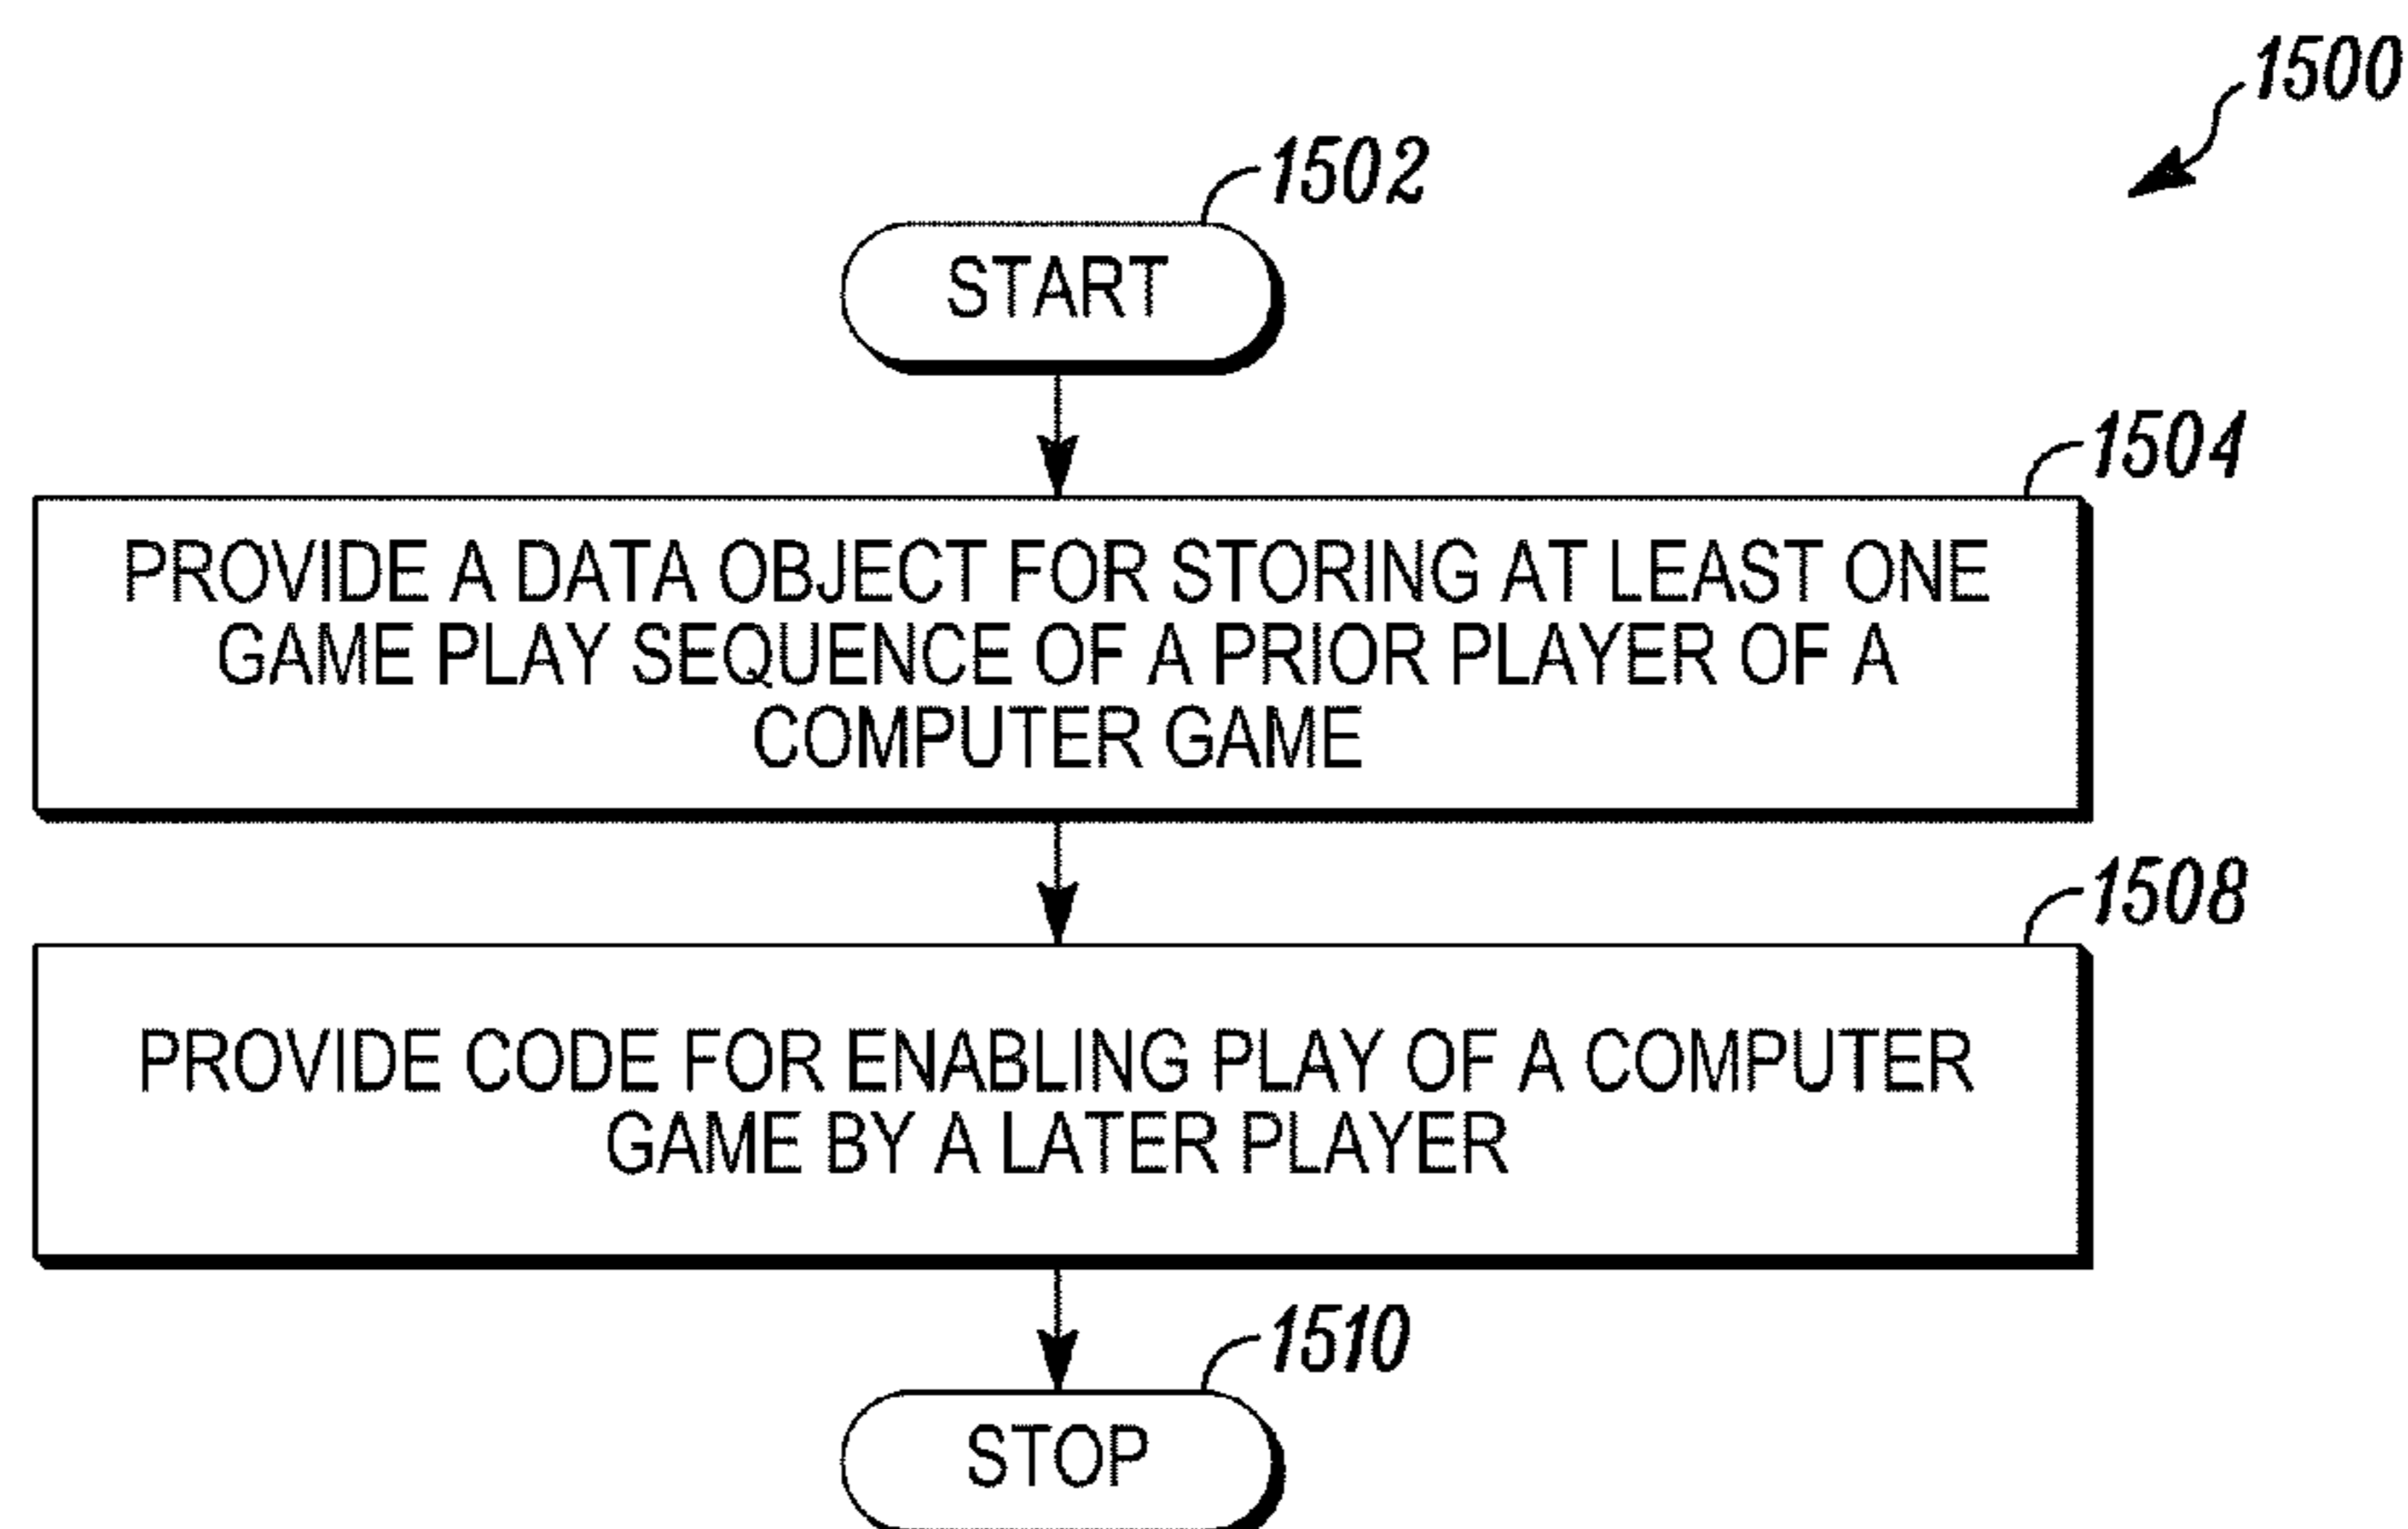 1500
1502
START
1504
PROVIDE A DATA OBJECT FOR STORING AT LEAST ONE
GAME PLAY SEQUENCE OF A PRIOR PLAYER OF A
COMPUTER GAME
1508
PROVIDE CODE FOR ENABLING PLAY OF A COMPUTER
GAME BY A LATER PLAYER
1510
STOP